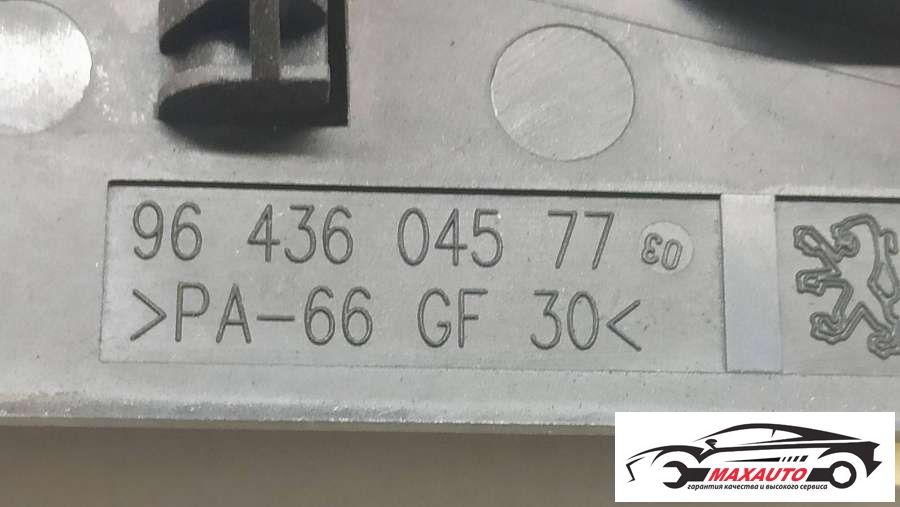 96 436 045 77 03
>PA-66 GF 30<
MAXAUTO
гарантия качества и высокого сервиса